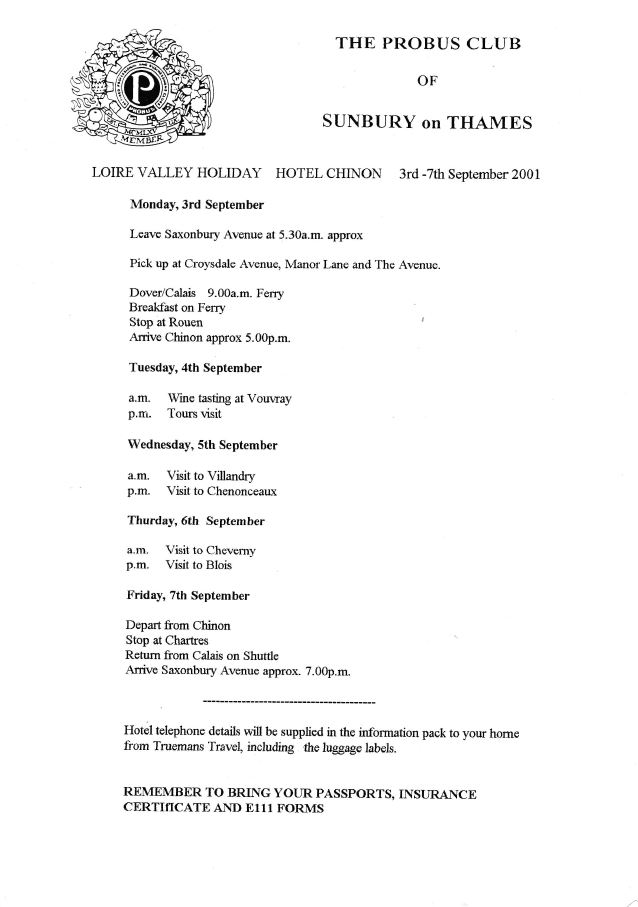 THE PROBUS CLUB
OF
SUNBURY on THAMES
P
PROBUS
MCMLXV
MEMBER
LOIRE VALLEY HOLIDAY HOTEL CHINON 3rd -7th September 2001
Monday, 3rd September
Leave Saxonbury Avenue at 5.30a.m. approx
Pick up at Croysdale Avenue, Manor Lane and The Avenue.
Dover/Calais 9.00a.m. Ferry
Breakfast on Ferry
Stop at Rouen
Arrive Chinon approx 5.00p.m.
Tuesday, 4th September
a.m. Wine tasting at Vouvray
p.m. Tours visit
Wednesday, 5th September
a.m. Visit to Villandry
p.m. Visit to Chenonceaux
Thurday, 6th September
a.m. Visit to Cheverny
p.m. Visit to Blois
Friday, 7th September
Depart from Chinon
Stop at Chartres
Return from Calais on Shuttle
Arrive Saxonbury Avenue approx. 7.00p.m.
----------------------------------------
Hotel telephone details will be supplied in the information pack to your home
from Truemans Travel, including the luggage labels.
REMEMBER TO BRING YOUR PASSPORTS, INSURANCE
CERTIfICATE AND E111 FORMS